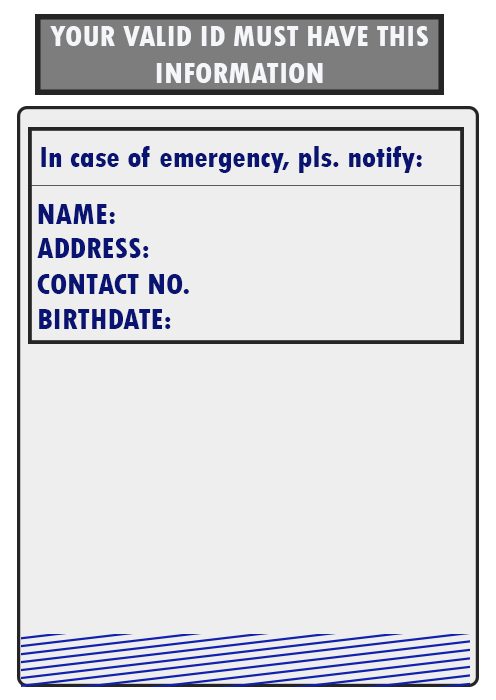 YOUR VALID ID MUST HAVE THIS
INFORMATION
In case of emergency, pls. notify:
NAME:
ADDRESS:
CONTACT NO.
BIRTHDATE: